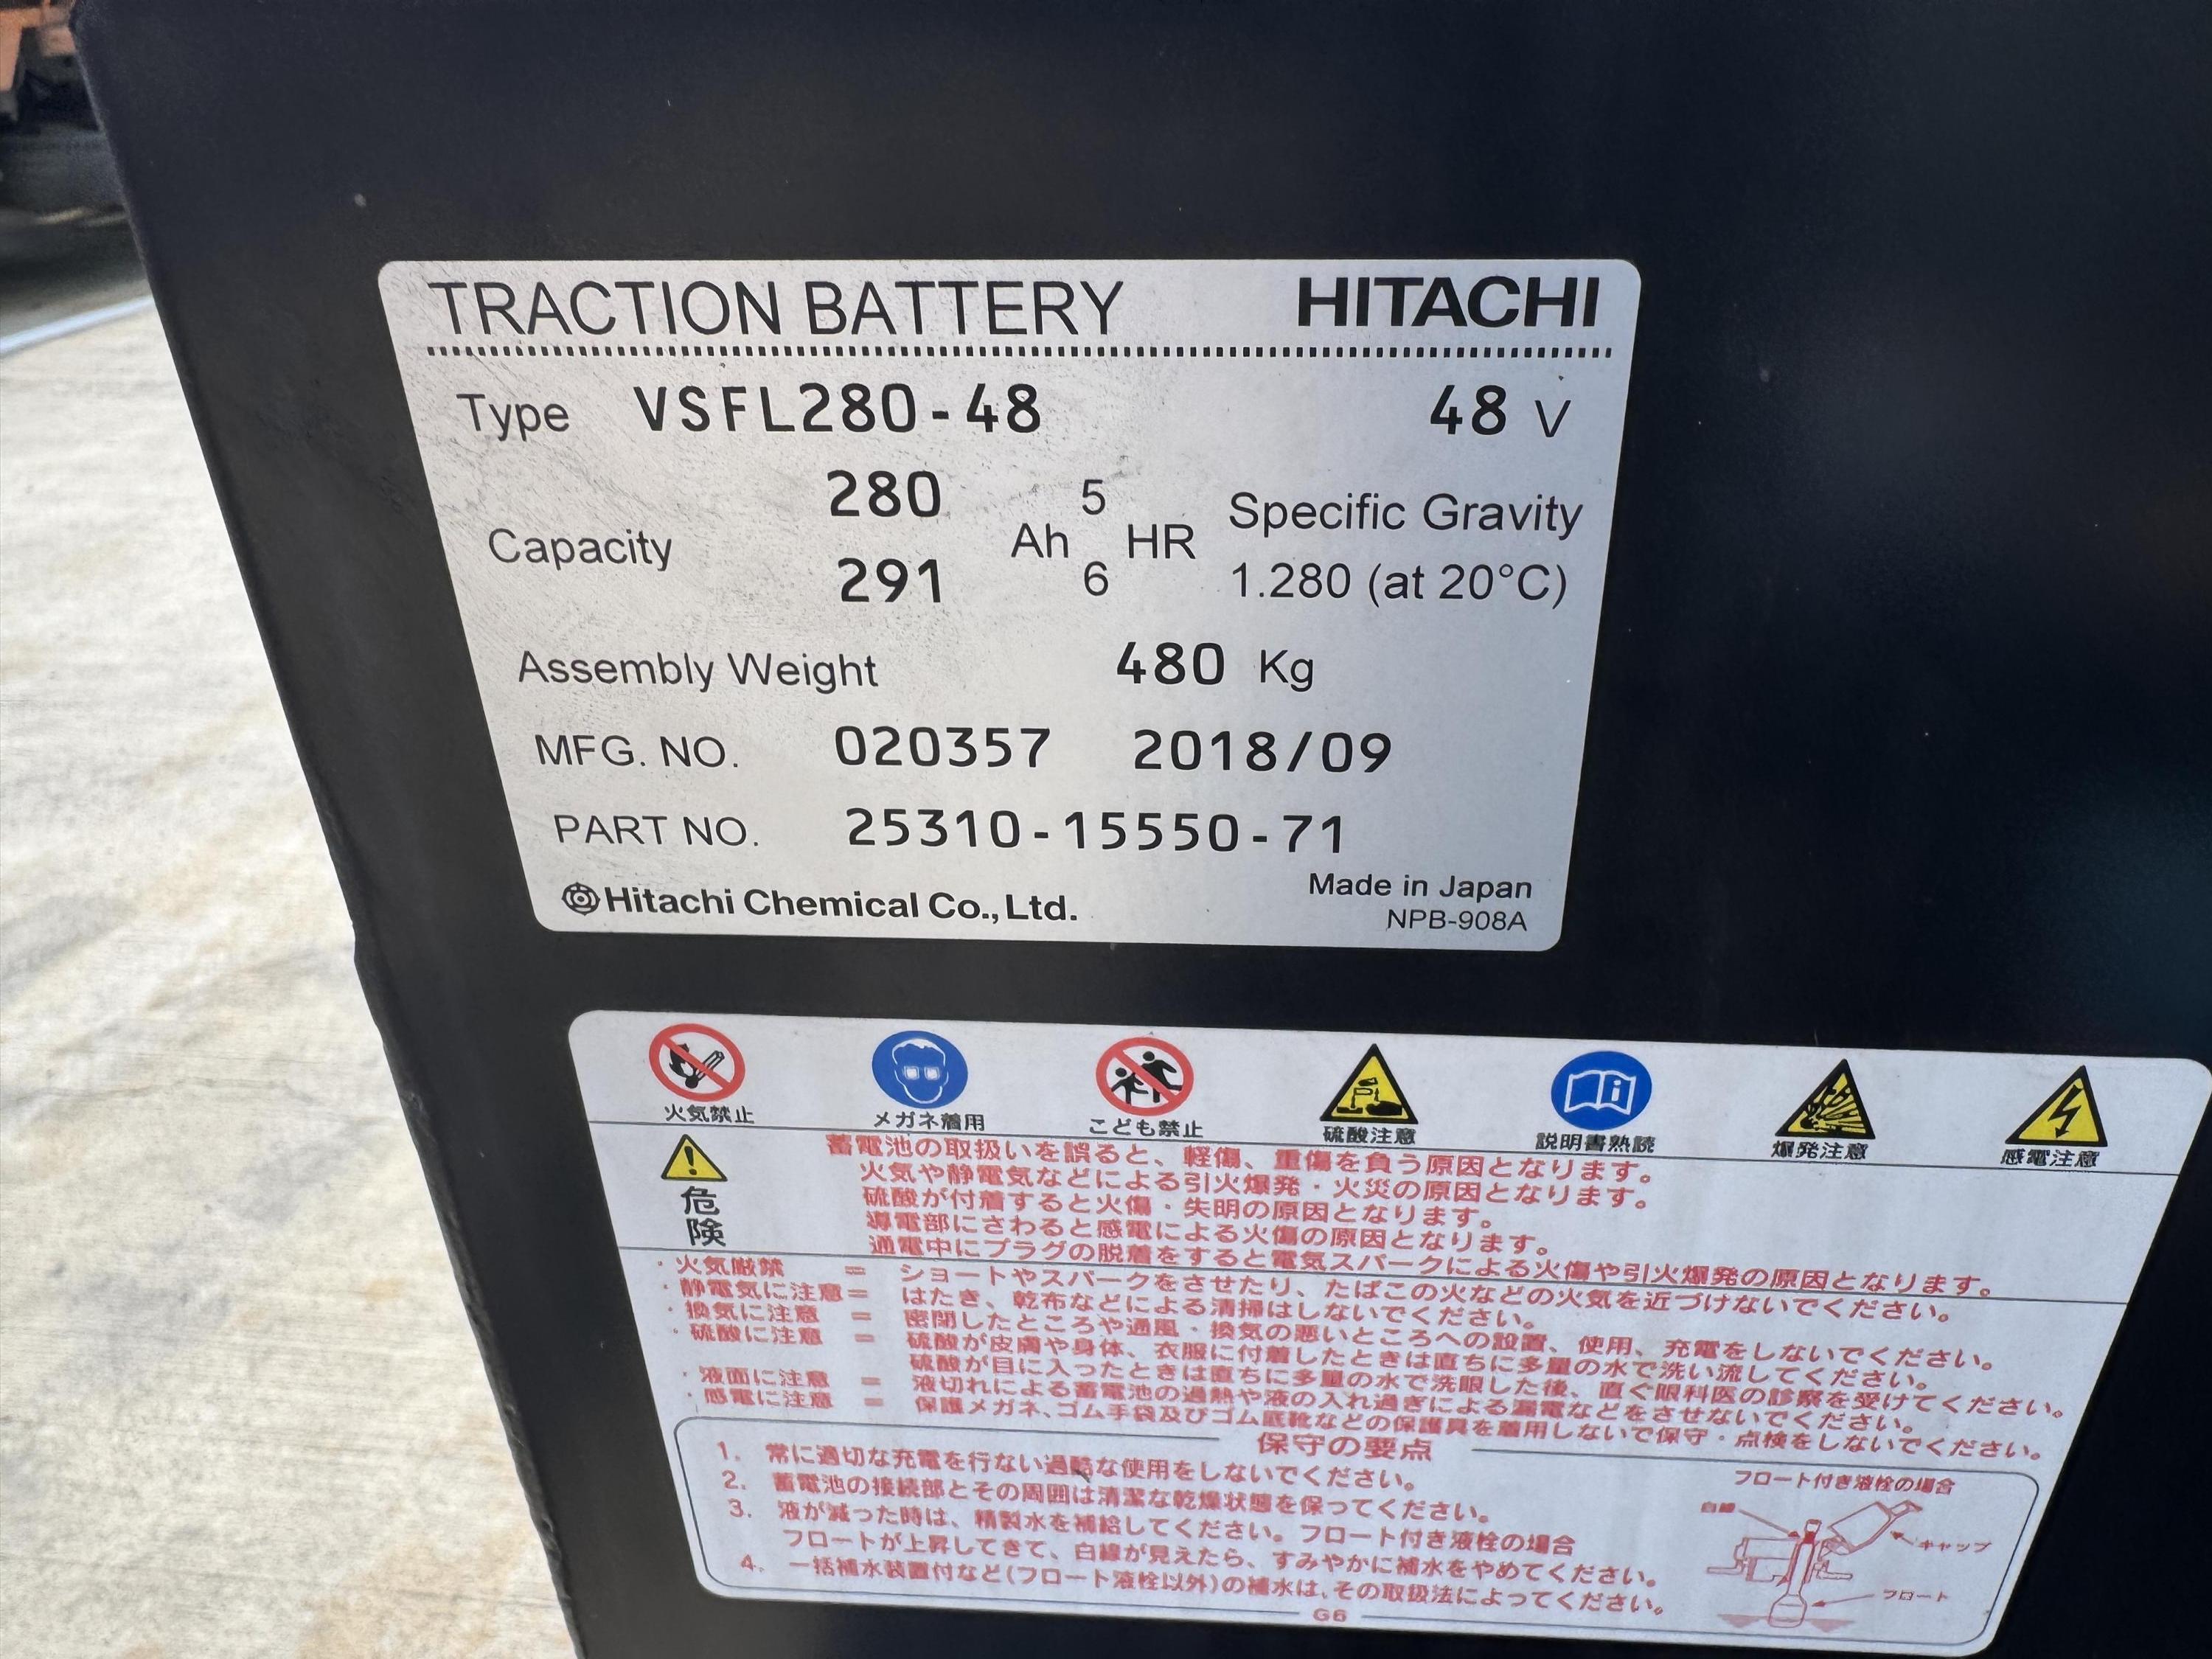 TRACTION BATTERY HITACHI
Type VSFL280-48 48 V
280 5 Specific Gravity
Capacity Ah HR
291 6 1.280 (at 20°C)
Assembly Weight 480 Kg
MFG. NO. 020357 2018/09
PART NO. 25310-15550-71
Hitachi Chemical Co., Ltd. Made in Japan
NPB-908A
火気禁止 メガネ着用 こども禁止 硫酸注意 説明書熟読 爆発注意 感電注意
危険
蓄電池の取扱いを誤ると、軽傷、重傷を負う原因となります。
火気や静電気などによる引火爆発・火災の原因となります。
硫酸が付着すると火傷・失明の原因となります。
導電部にさわると感電による火傷の原因となります。
通電中にプラグの脱着をすると電気スパークによる火傷や引火爆発の原因となります。
・火気厳禁 = ショートやスパークをさせたり、たばこの火などの火気を近づけないでください。
・静電気に注意 = はたき、乾布などによる清掃はしないでください。
・換気に注意 = 密閉したところや通風・換気の悪いところへの設置、使用、充電をしないでください。
・硫酸に注意 = 硫酸が皮膚や身体、衣服に付着したときは直ちに多量の水で洗い流してください。
硫酸が目に入ったときは直ちに多量の水で洗眼した後、直ぐ眼科医の診察を受けてください。
・液面に注意 = 液切れによる蓄電池の過熱や液の入れ過ぎによる漏電などをさせないでください。
・感電に注意 = 保護メガネ、ゴム手袋及びゴム底靴などの保護具を着用しないで保守・点検をしないでください。
保守の要点
1. 常に適切な充電を行ない過酷な使用をしないでください。
2. 蓄電池の接続部とその周囲は清潔な乾燥状態を保ってください。
3. 液が減った時は、精製水を補給してください。フロート付き液栓の場合
フロートが上昇してきて、白線が見えたら、すみやかに補水をやめてください。
4. 一括補水装置付など(フロート液栓以外)の補水は、その取扱法によってください。
フロート付き液栓の場合
白線
キャップ
フロート
G6